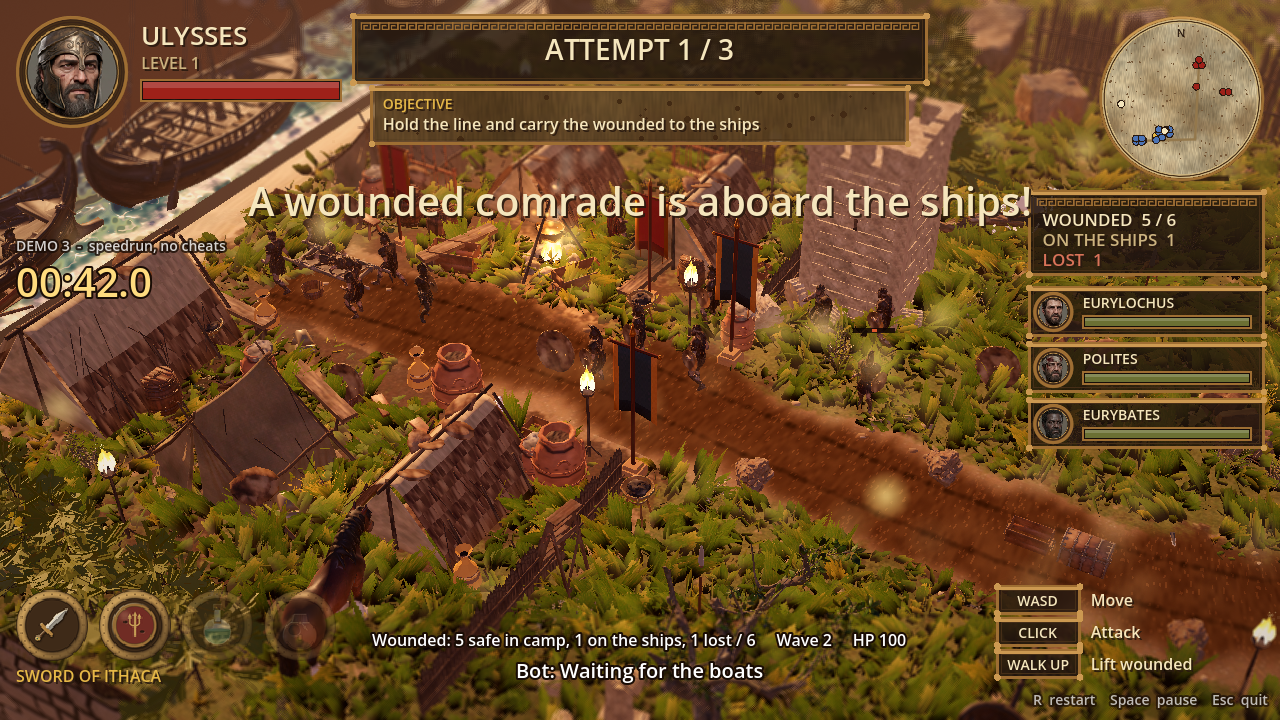 ULYSSES
LEVEL 1
ATTEMPT 1 / 3
OBJECTIVE
Hold the line and carry the wounded to the ships
N
A wounded comrade is aboard the ships!
WOUNDED 5 / 6
ON THE SHIPS 1
LOST 1
DEMO 3 - speedrun, no cheats
00:42.0
EURYLOCHUS
POLITES
EURYBATES
WASD Move
CLICK Attack
WALK UP Lift wounded
Wounded: 5 safe in camp, 1 on the ships, 1 lost / 6 Wave 2 HP 100
Bot: Waiting for the boats
SWORD OF ITHACA
R restart Space pause Esc quit